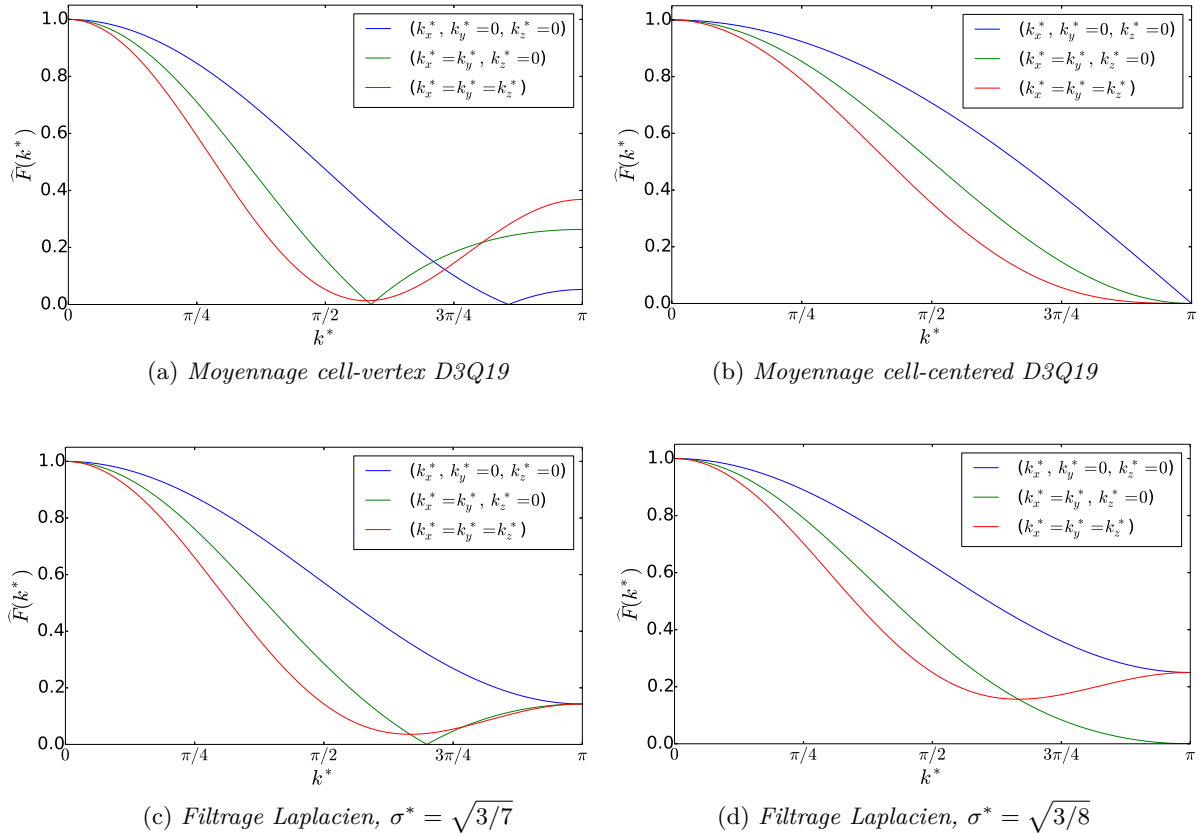 1.0
0.8
0.6
0.4
0.2
0.0
F̂(k*)
0
π/4
π/2
3π/4
π
k*
(k_x*, k_y*=0, k_z*=0)
(k_x*=k_y*, k_z*=0)
(k_x*=k_y*=k_z*)
(a) Moyennage cell-vertex D3Q19
1.0
0.8
0.6
0.4
0.2
0.0
F̂(k*)
0
π/4
π/2
3π/4
π
k*
(k_x*, k_y*=0, k_z*=0)
(k_x*=k_y*, k_z*=0)
(k_x*=k_y*=k_z*)
(b) Moyennage cell-centered D3Q19
1.0
0.8
0.6
0.4
0.2
0.0
F̂(k*)
0
π/4
π/2
3π/4
π
k*
(k_x*, k_y*=0, k_z*=0)
(k_x*=k_y*, k_z*=0)
(k_x*=k_y*=k_z*)
(c) Filtrage Laplacien, σ* = √3/7
1.0
0.8
0.6
0.4
0.2
0.0
F̂(k*)
0
π/4
π/2
3π/4
π
k*
(k_x*, k_y*=0, k_z*=0)
(k_x*=k_y*, k_z*=0)
(k_x*=k_y*=k_z*)
(d) Filtrage Laplacien, σ* = √3/8